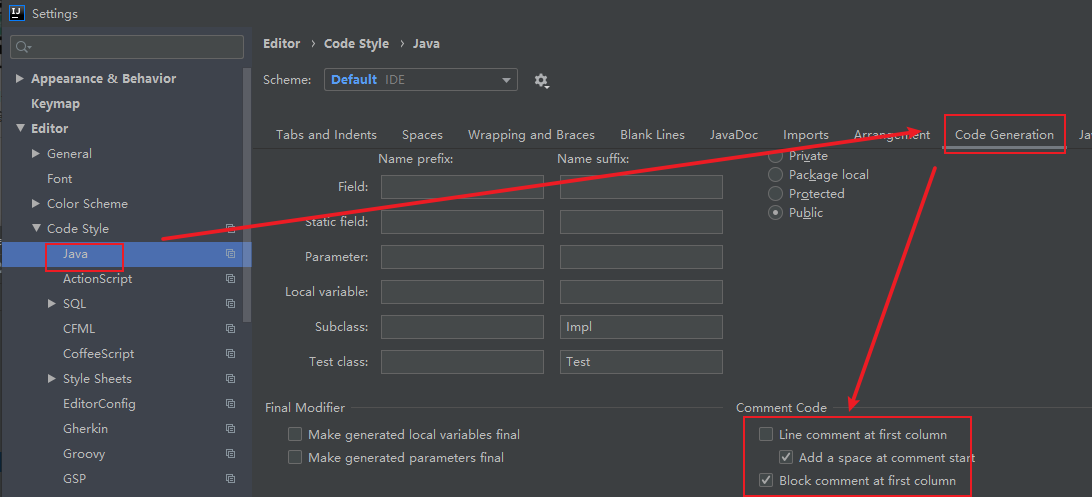 IJ Settings
Editor › Code Style › Java
Scheme: Default IDE
Appearance & Behavior
Keymap
Editor
General
Font
Color Scheme
Code Style
Java
ActionScript
SQL
CFML
CoffeeScript
Style Sheets
EditorConfig
Gherkin
Groovy
GSP
Tabs and Indents Spaces Wrapping and Braces Blank Lines JavaDoc Imports Arrangement Code Generation Ja
Name prefix: Name suffix:
Field:
Static field:
Parameter:
Local variable:
Subclass: Impl
Test class: Test
Private
Package local
Protected
Public
Final Modifier
Make generated local variables final
Make generated parameters final
Comment Code
Line comment at first column
Add a space at comment start
Block comment at first column